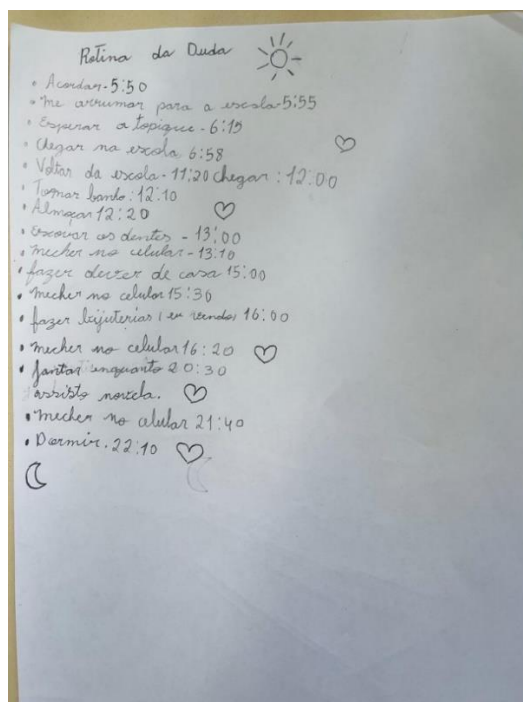 Rotina da Duda
• Acordar-5:50
• me arrumar para a escola-5:55
• Esperar a topique-6:15
• Chegar na escola 6:58
• Voltar da escola-11:20 chegar: 12:00
• Tomar banho: 12:10
• Almoçar 12:20
• escovar os dentes - 13:00
• mecher no celular-13:10
• fazer dever de casa 15:00
• mecher no celular 15:30
• fazer bijuterias (eu vendo) 16:00
• mecher no celular 16:20
• Jantar enquanto 20:30
assisto novela.
• mecher no celular 21:40
• Dormir. 22:10